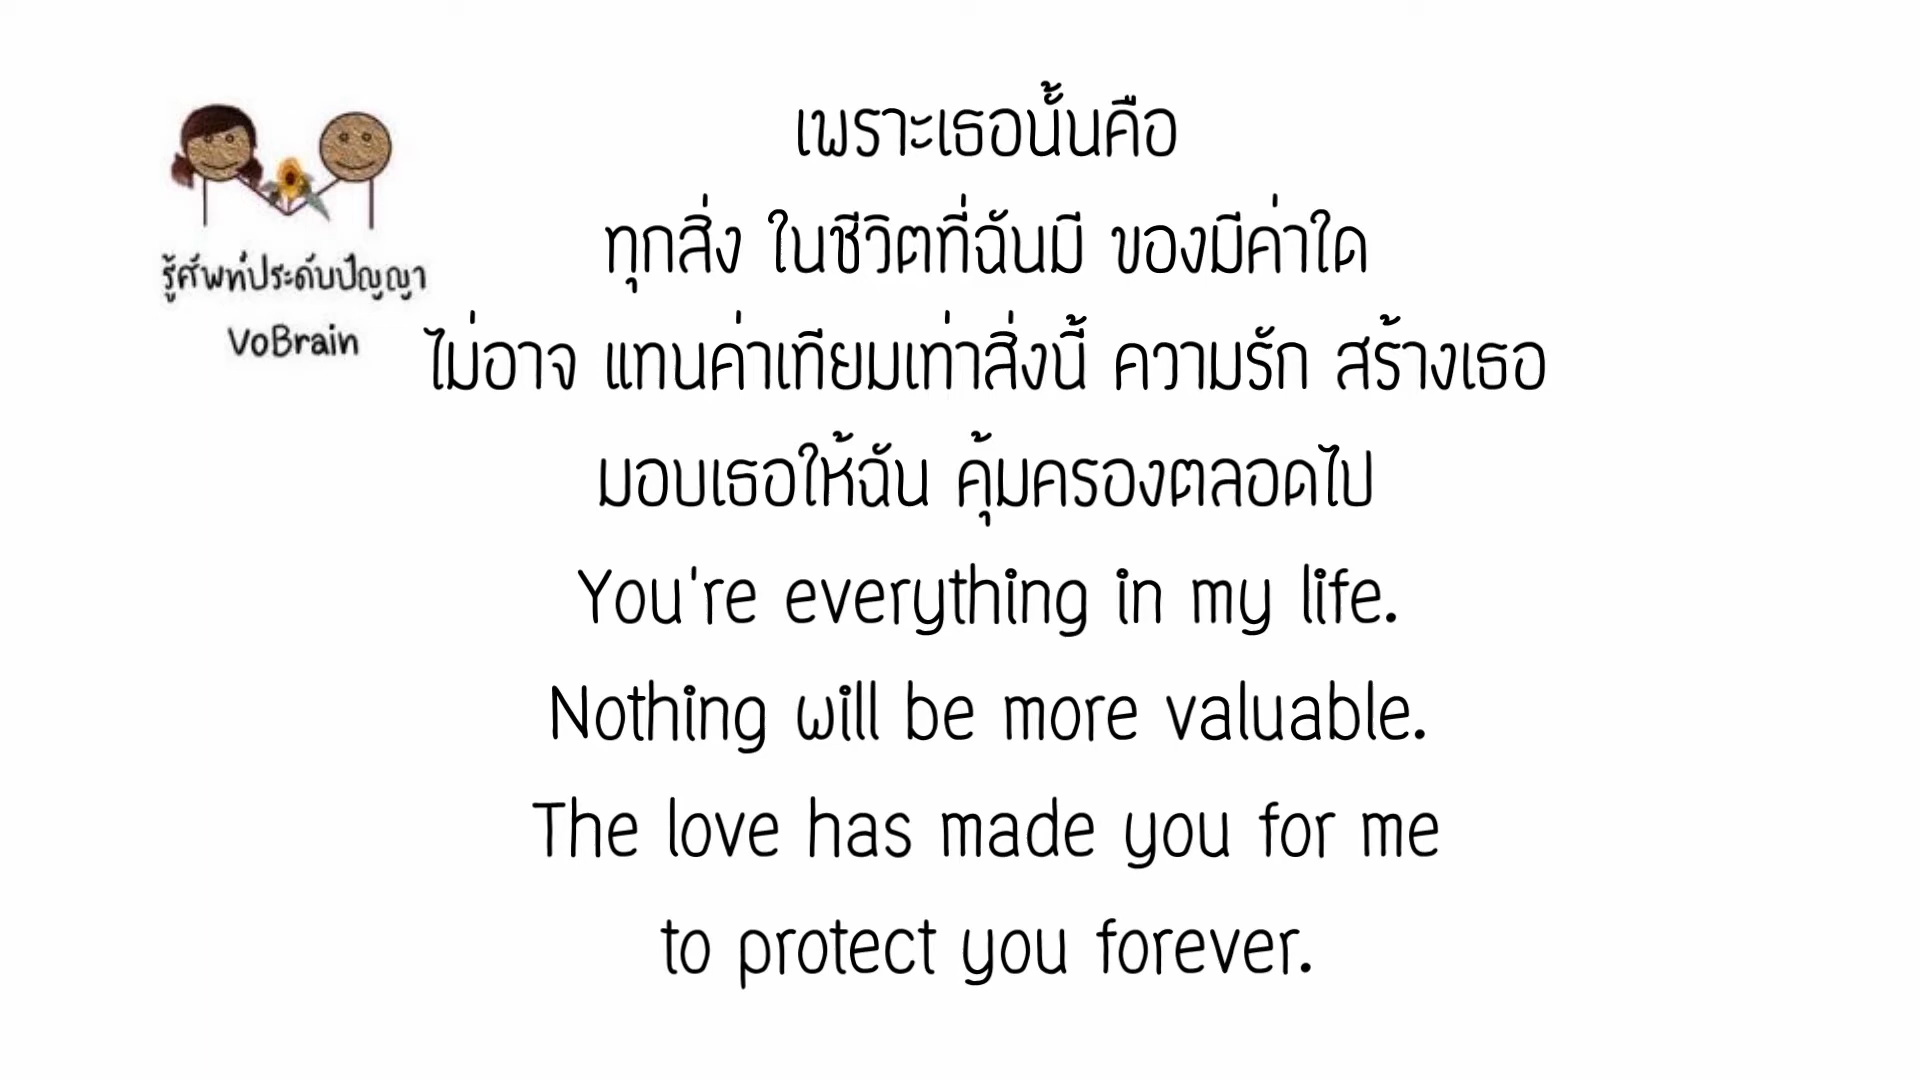 รู้ศัพท์ประดับปัญญา
VoBrain
เพราะเธอนั้นคือ
ทุกสิ่ง ในชีวิตที่ฉันมี ของมีค่าใด
ไม่อาจ แทนค่าเทียมเท่าสิ่งนี้ ความรัก สร้างเธอ
มอบเธอให้ฉัน คุ้มครองตลอดไป
You're everything in my life.
Nothing will be more valuable.
The love has made you for me
to protect you forever.